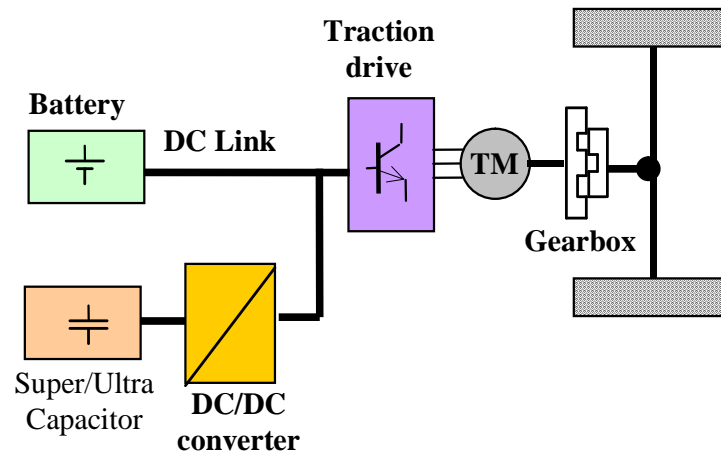 Traction
drive
Battery
DC Link
TM
Gearbox
Super/Ultra
Capacitor
DC/DC
converter